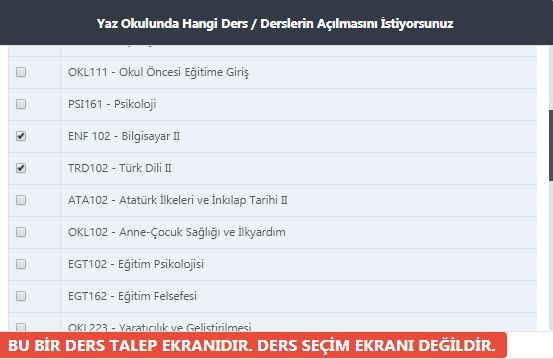 Yaz Okulunda Hangi Ders / Derslerin Açılmasını İstiyorsunuz
OKL111 - Okul Öncesi Eğitime Giriş
PSI161 - Psikoloji
ENF 102 - Bilgisayar II
TRD102 - Türk Dili II
ATA102 - Atatürk İlkeleri ve İnkılap Tarihi II
OKL102 - Anne-Çocuk Sağlığı ve İlkyardım
EGT102 - Eğitim Psikolojisi
EGT162 - Eğitim Felsefesi
OKL223 - Yaratıcılık ve Geliştirilmesi
BU BİR DERS TALEP EKRANIDIR. DERS SEÇİM EKRANI DEĞİLDİR.